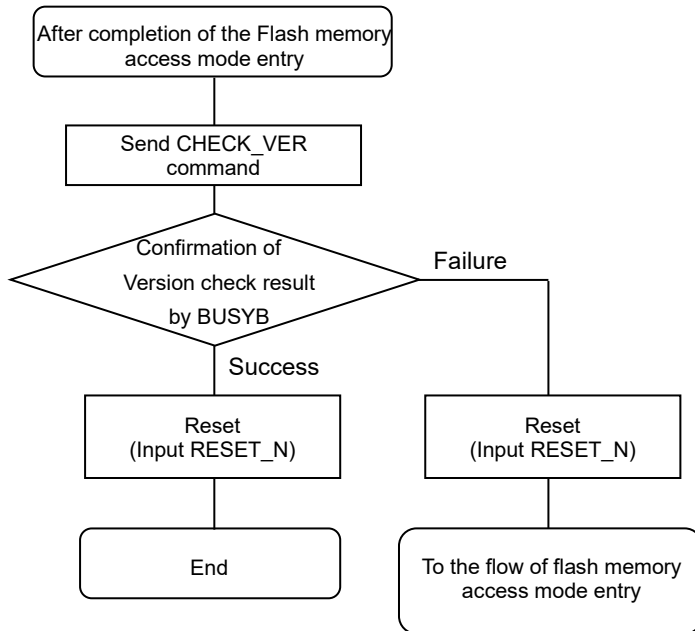 After completion of the Flash memory
access mode entry
Send CHECK_VER
command
Confirmation of
Version check result
by BUSYB
Failure
Success
Reset
(Input RESET_N)
Reset
(Input RESET_N)
End
To the flow of flash memory
access mode entry